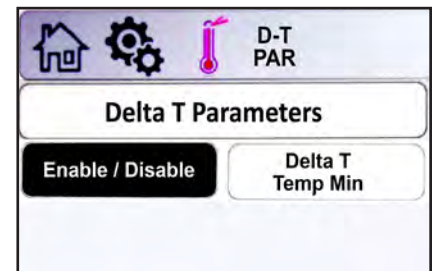 D-T
PAR
Delta T Parameters
Enable / Disable
Delta T
Temp Min